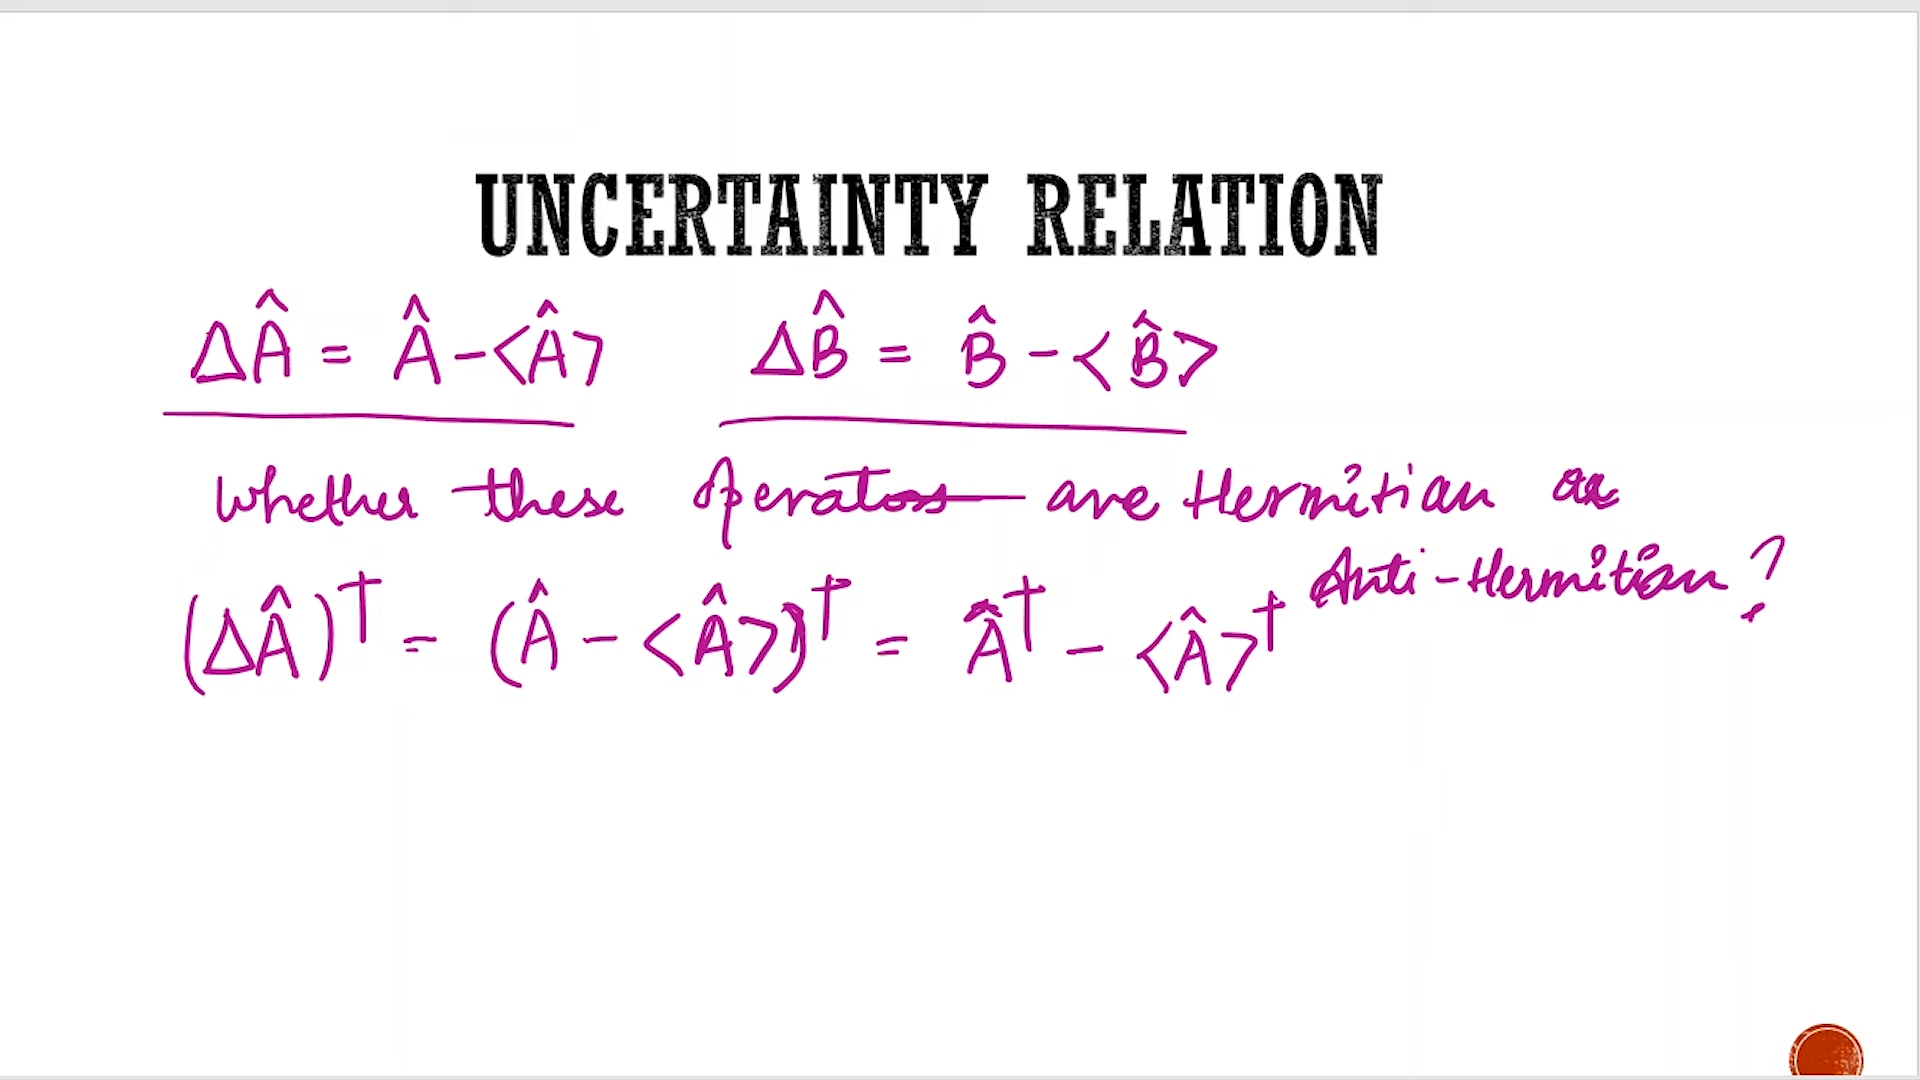 UNCERTAINTY RELATION
ΔÂ = Â - <Â>    ΔB̂ = B̂ - <B̂>
Whether these operators are Hermitian or
Anti-Hermitian ?
(ΔÂ)† = (Â - <Â>)† = Â† - <Â>†